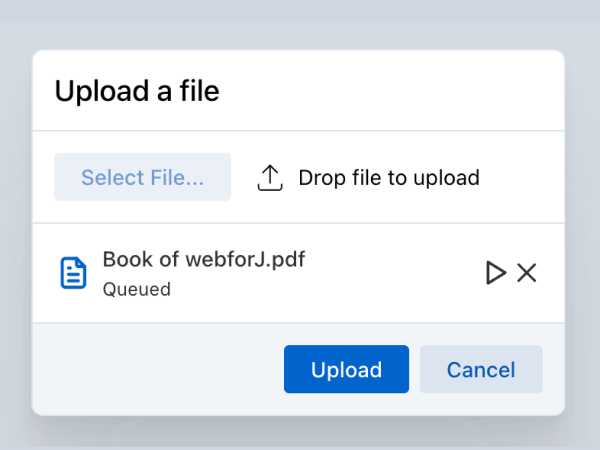 Upload a file
Select File...
Drop file to upload
Book of webforJ.pdf
Queued
Upload
Cancel